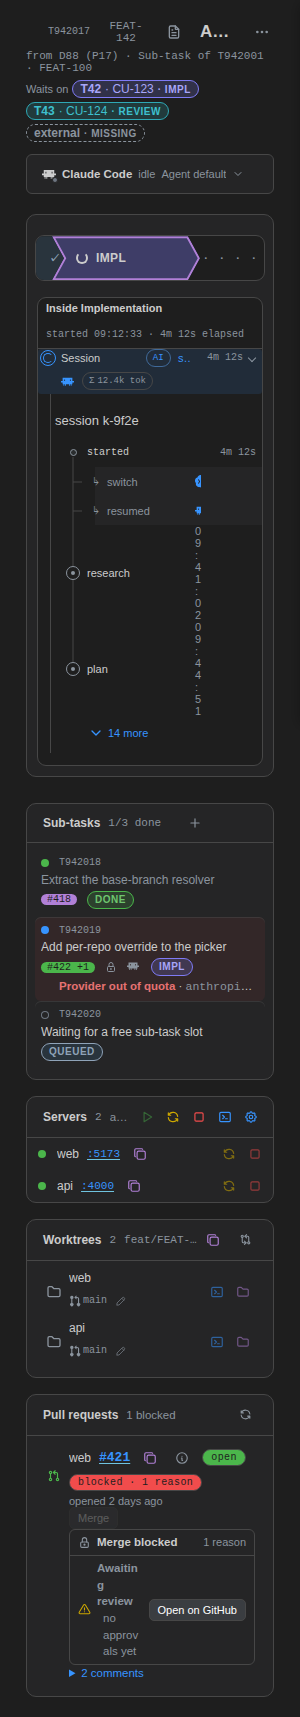 T942017 FEAT-142 A...
from D88 (P17) · Sub-task of T942001
· FEAT-100
Waits on T42 · CU-123 · IMPL
T43 · CU-124 · REVIEW
external · MISSING
Claude Code idle Agent default
✓ IMPL
Inside Implementation
started 09:12:33 · 4m 12s elapsed
Session AI s.. 4m 12s
Σ 12.4k tok
session k-9f2e
started 4m 12s
↳ switch
↳ resumed
research 09:41:02
plan 09:44:51
14 more
Sub-tasks 1/3 done +
T942018
Extract the base-branch resolver
#418 DONE
T942019
Add per-repo override to the picker
#422 +1 IMPL
Provider out of quota · anthropi...
T942020
Waiting for a free sub-task slot
QUEUED
Servers 2 a...
web :5173
api :4000
Worktrees 2 feat/FEAT-...
web
main
api
main
Pull requests 1 blocked
web #421 open
blocked · 1 reason
opened 2 days ago
Merge
Merge blocked 1 reason
Awaitin
g
review
no
approv
als yet
Open on GitHub
2 comments